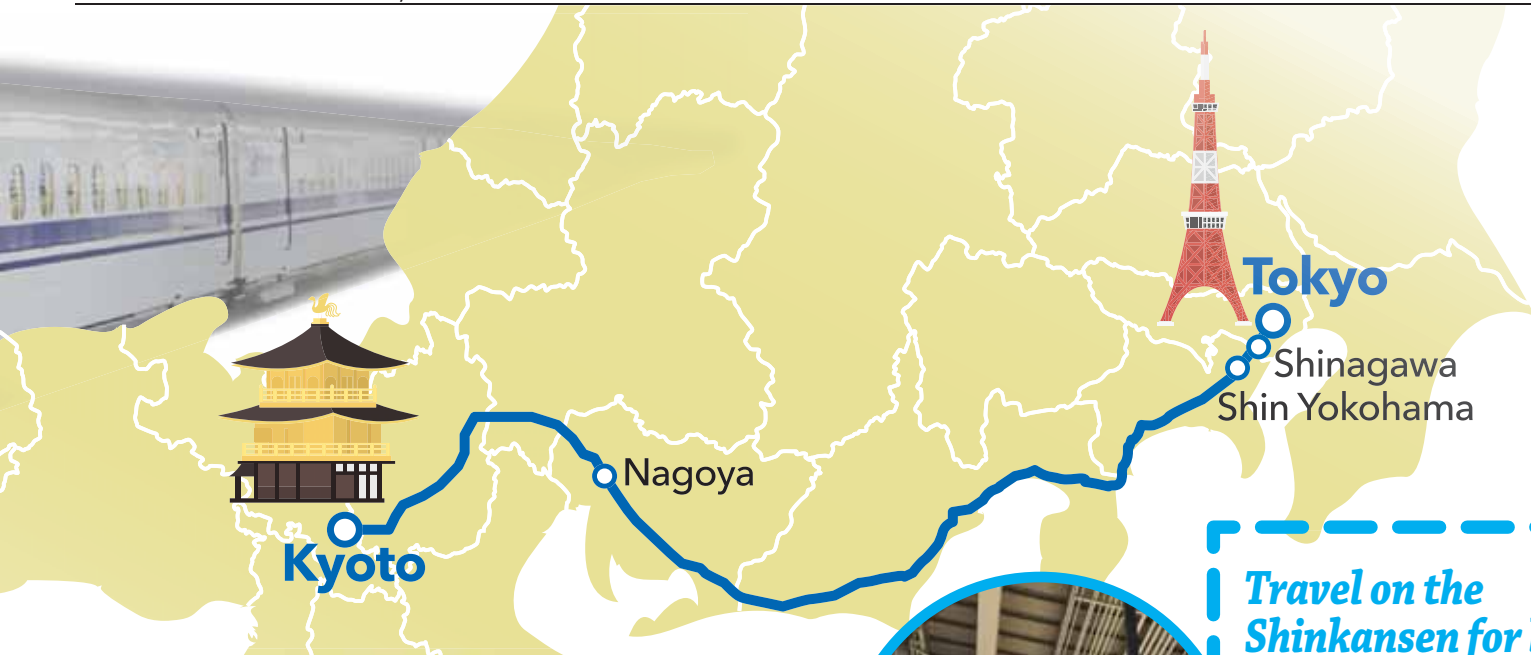 Tokyo
Shinagawa
Shin Yokohama
Nagoya
Kyoto
Travel on the
Shinkansen for